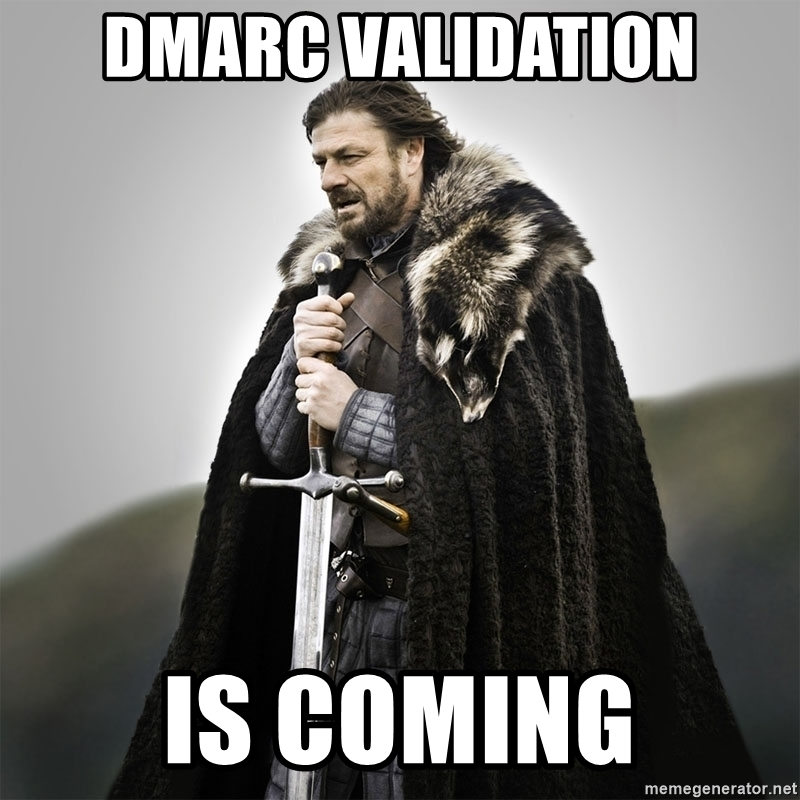 DMARC VALIDATION
IS COMING
memegenerator.net